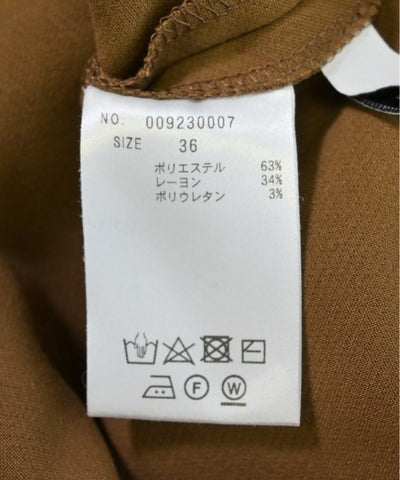 NO. 009230007
SIZE 36
ポリエステル 63%
レーヨン 34%
ポリウレタン 3%
F W